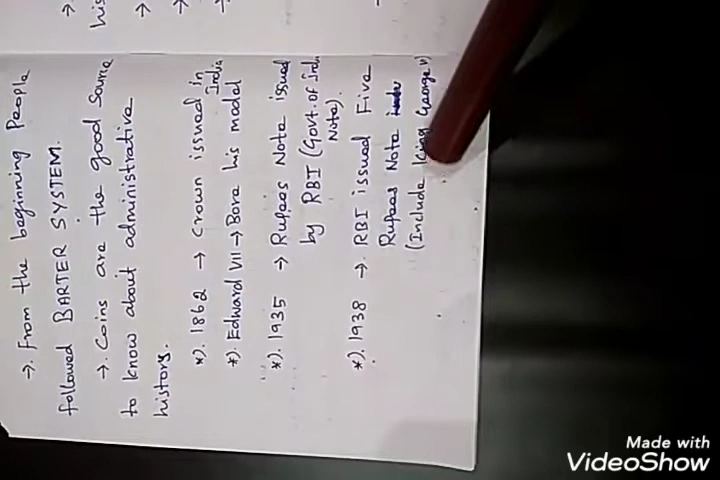 →. From the beginning People
followed BARTER SYSTEM.
→. Coins are the good source
to know about administrative
history.
*). 1862 → Crown issued in
India
*). Edward VII → Bore his model
*). 1935 → Rupees Note issued
by RBI (Govt. of Ind
Note).
*). 1938 →. RBI issued Five
Rupees Note
(Include King George VI)
his
Made with
VideoShow